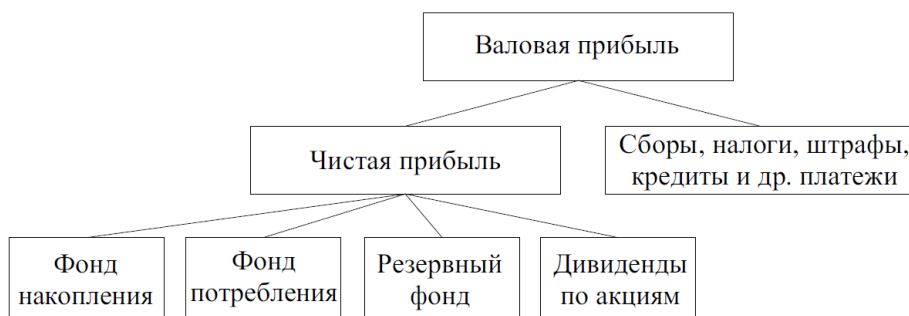 Валовая прибыль
Чистая прибыль
Сборы, налоги, штрафы,
кредиты и др. платежи
Фонд
накопления
Фонд
потребления
Резервный
фонд
Дивиденды
по акциям